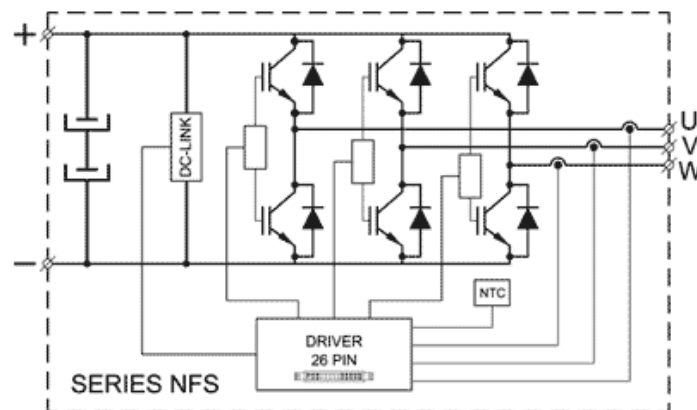 +
U
V
W
DC-LINK
−
NTC
DRIVER
26 PIN
SERIES NFS